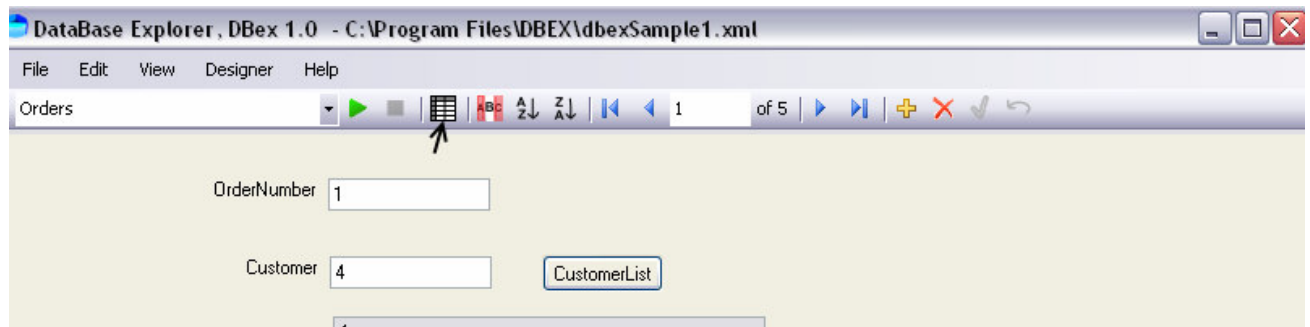 DataBase Explorer, DBex 1.0 - C:\Program Files\DBEX\dbexSample1.xml
File Edit View Designer Help
Orders ABC A Z Z A 1 of 5
OrderNumber 1
Customer 4 CustomerList